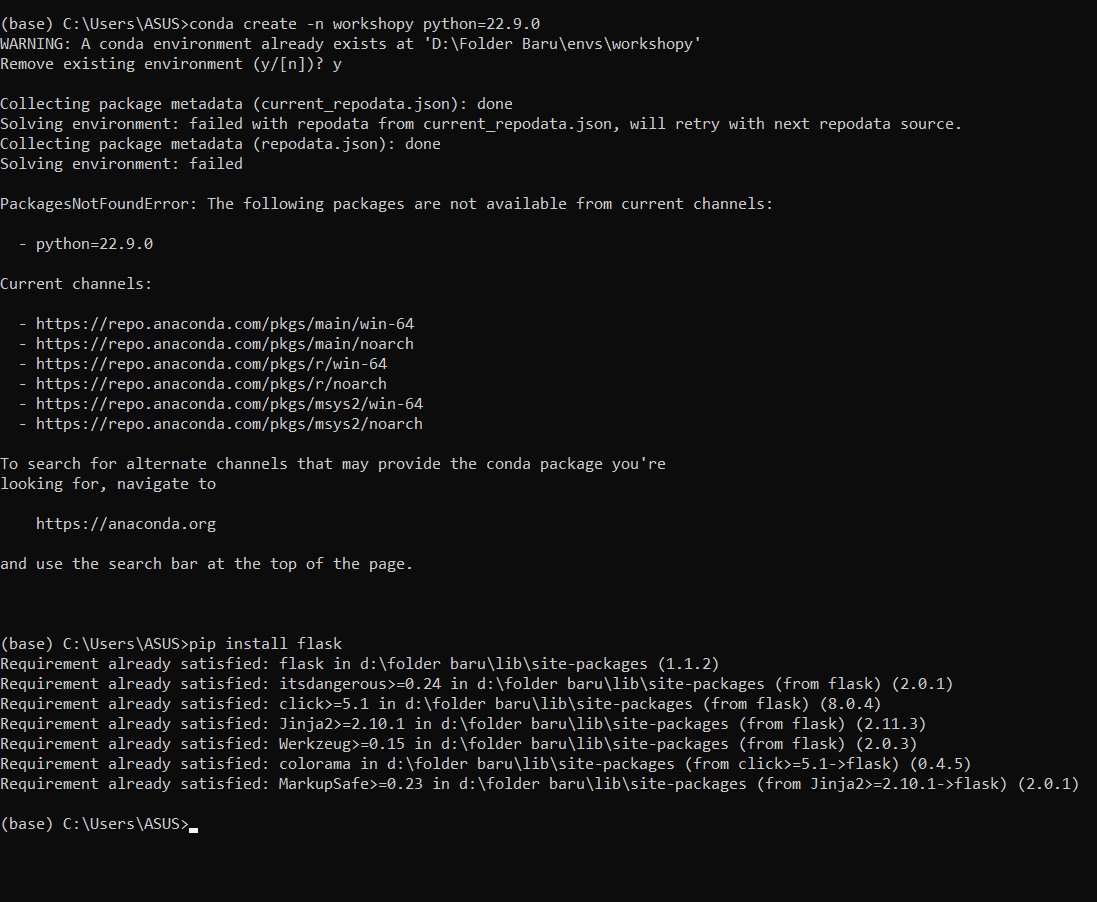 (base) C:\Users\ASUS>conda create -n workshopy python=22.9.0
WARNING: A conda environment already exists at 'D:\Folder Baru\envs\workshopy'
Remove existing environment (y/[n])? y
Collecting package metadata (current_repodata.json): done
Solving environment: failed with repodata from current_repodata.json, will retry with next repodata source.
Collecting package metadata (repodata.json): done
Solving environment: failed
PackagesNotFoundError: The following packages are not available from current channels:
- python=22.9.0
Current channels:
- https://repo.anaconda.com/pkgs/main/win-64
- https://repo.anaconda.com/pkgs/main/noarch
- https://repo.anaconda.com/pkgs/r/win-64
- https://repo.anaconda.com/pkgs/r/noarch
- https://repo.anaconda.com/pkgs/msys2/win-64
- https://repo.anaconda.com/pkgs/msys2/noarch
To search for alternate channels that may provide the conda package you're
looking for, navigate to
https://anaconda.org
and use the search bar at the top of the page.
(base) C:\Users\ASUS>pip install flask
Requirement already satisfied: flask in d:\folder baru\lib\site-packages (1.1.2)
Requirement already satisfied: itsdangerous>=0.24 in d:\folder baru\lib\site-packages (from flask) (2.0.1)
Requirement already satisfied: click>=5.1 in d:\folder baru\lib\site-packages (from flask) (8.0.4)
Requirement already satisfied: Jinja2>=2.10.1 in d:\folder baru\lib\site-packages (from flask) (2.11.3)
Requirement already satisfied: Werkzeug>=0.15 in d:\folder baru\lib\site-packages (from flask) (2.0.3)
Requirement already satisfied: colorama in d:\folder baru\lib\site-packages (from click>=5.1->flask) (0.4.5)
Requirement already satisfied: MarkupSafe>=0.23 in d:\folder baru\lib\site-packages (from Jinja2>=2.10.1->flask) (2.0.1)
(base) C:\Users\ASUS>